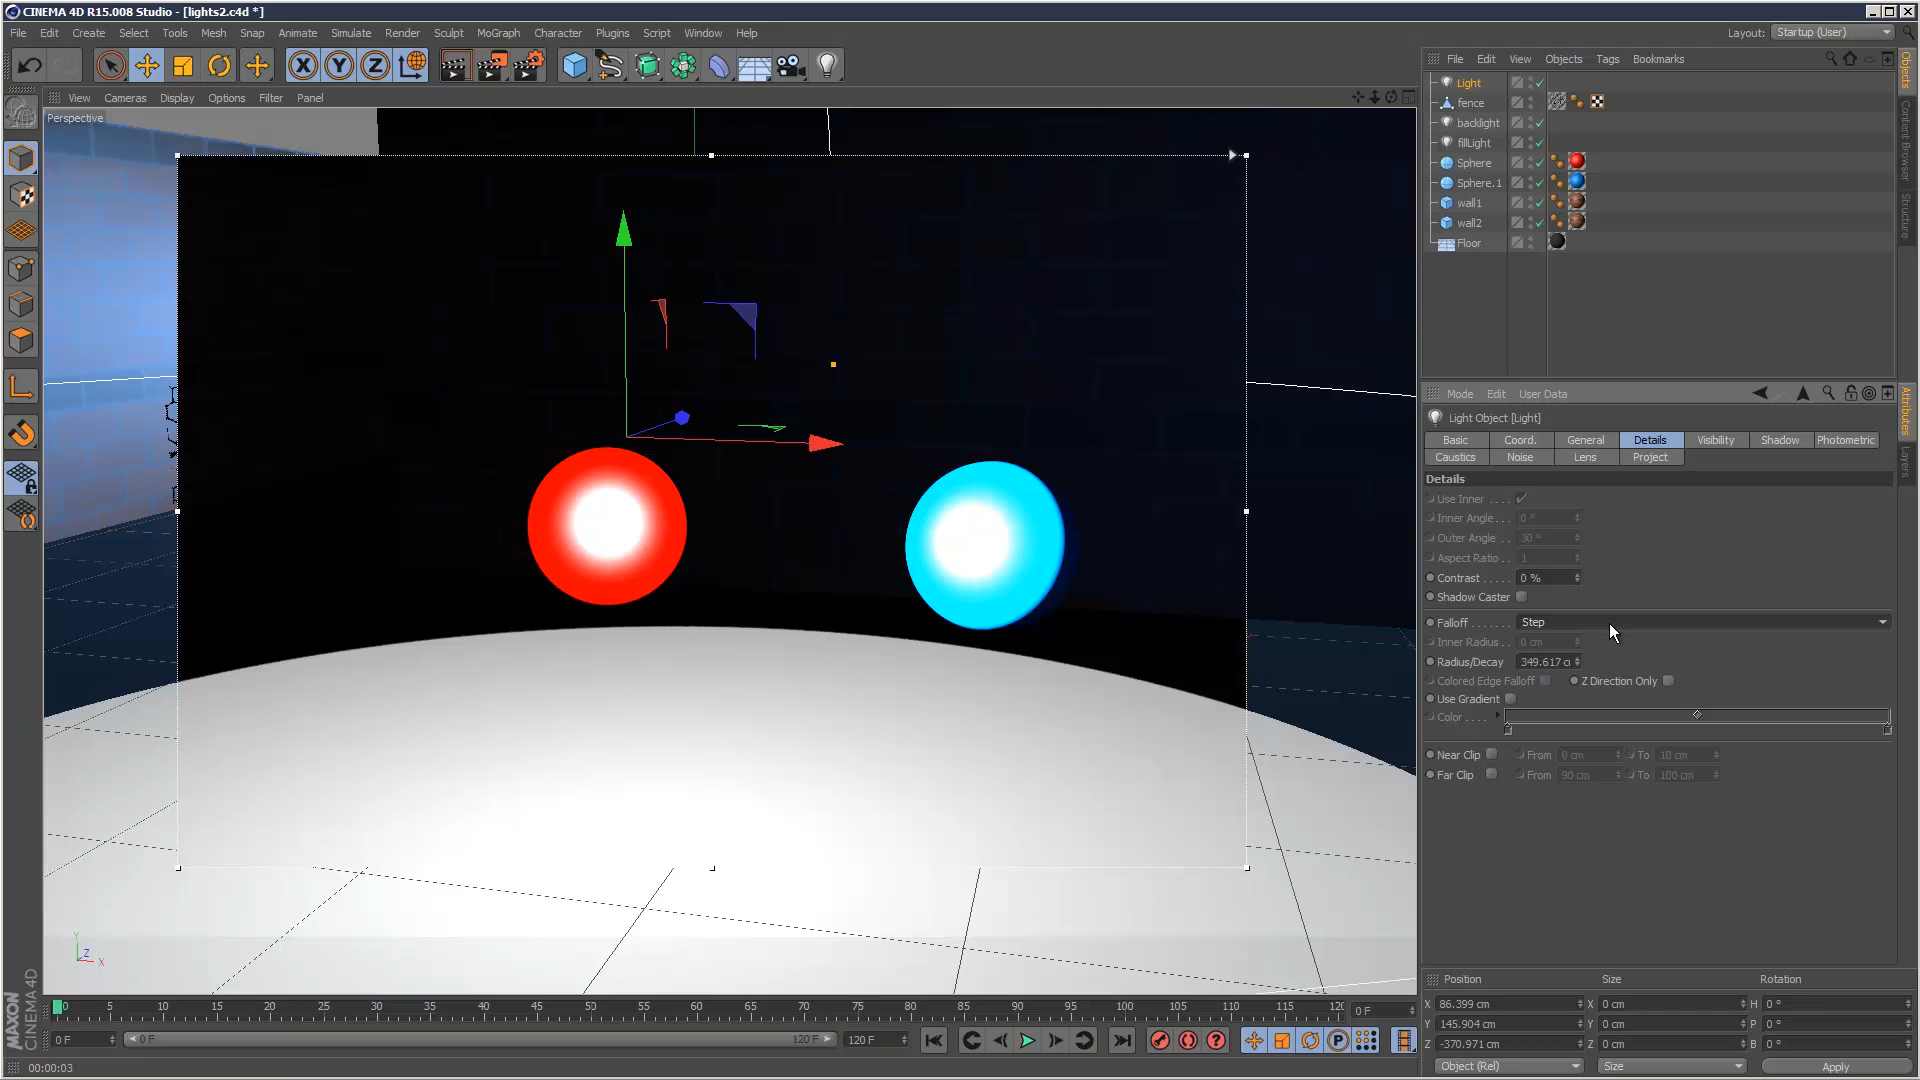 CINEMA 4D R15.008 Studio - [lights2.c4d *]
File Edit Create Select Tools Mesh Snap Animate Simulate Render Sculpt MoGraph Character Plugins Script Window Help
Layout: Startup (User)
X Y Z
File Edit View Objects Tags Bookmarks
View Cameras Display Options Filter Panel
Perspective
Light
fence
backlight
fillLight
Sphere
Sphere.1
wall1
wall2
Floor
Objects
Content Browser
Structure
Mode Edit User Data
Light Object [Light]
Basic Coord. General Details Visibility Shadow Photometric
Caustics Noise Lens Project
Attributes
Layers
Details
Use Inner . . . .
Inner Angle . . . 0 °
Outer Angle . . 30 °
Aspect Ratio . . 1
Contrast . . . . . 0 %
Shadow Caster
Falloff . . . . . . . Step
Inner Radius . . 0 cm
Radius/Decay 349.617 c
Colored Edge Falloff Z Direction Only
Use Gradient
Color . . . .
Near Clip From 0 cm To 10 cm
Far Clip From 90 cm To 100 cm
Y Z X
MAXON
CINEMA 4D
0 5 10 15 20 25 30 35 40 45 50 55 60 65 70 75 80 85 90 95 100 105 110 115 12
0 F
0 F 0 F 120 F 120 F
P
00:00:03
Position Size Rotation
X 86.399 cm X 0 cm H 0 °
Y 145.904 cm Y 0 cm P 0 °
Z -370.971 cm Z 0 cm B 0 °
Object (Rel) Size Apply